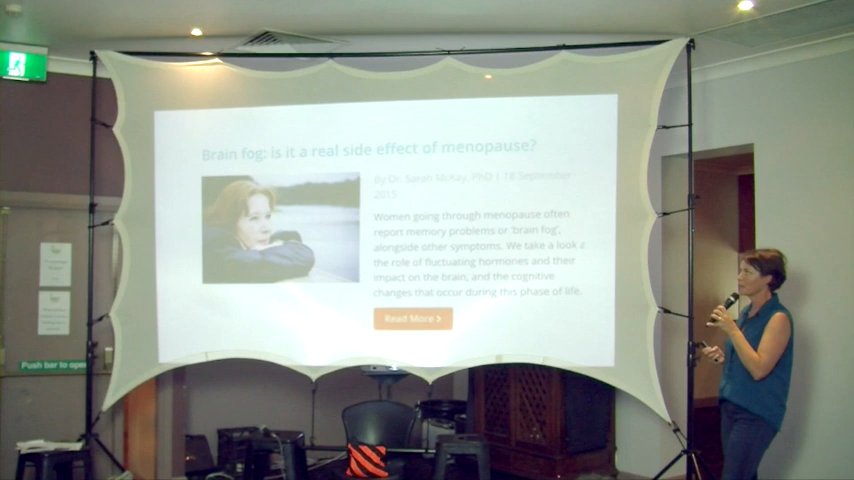 Brain fog: is it a real side effect of menopause?
By Dr. Sarah McKay, PhD | 18 September
2015
Women going through menopause often
report memory problems or 'brain fog',
alongside other symptoms. We take a look at
the role of fluctuating hormones and their
impact on the brain, and the cognitive
changes that occur during this phase of life.
Read More
Push bar to open